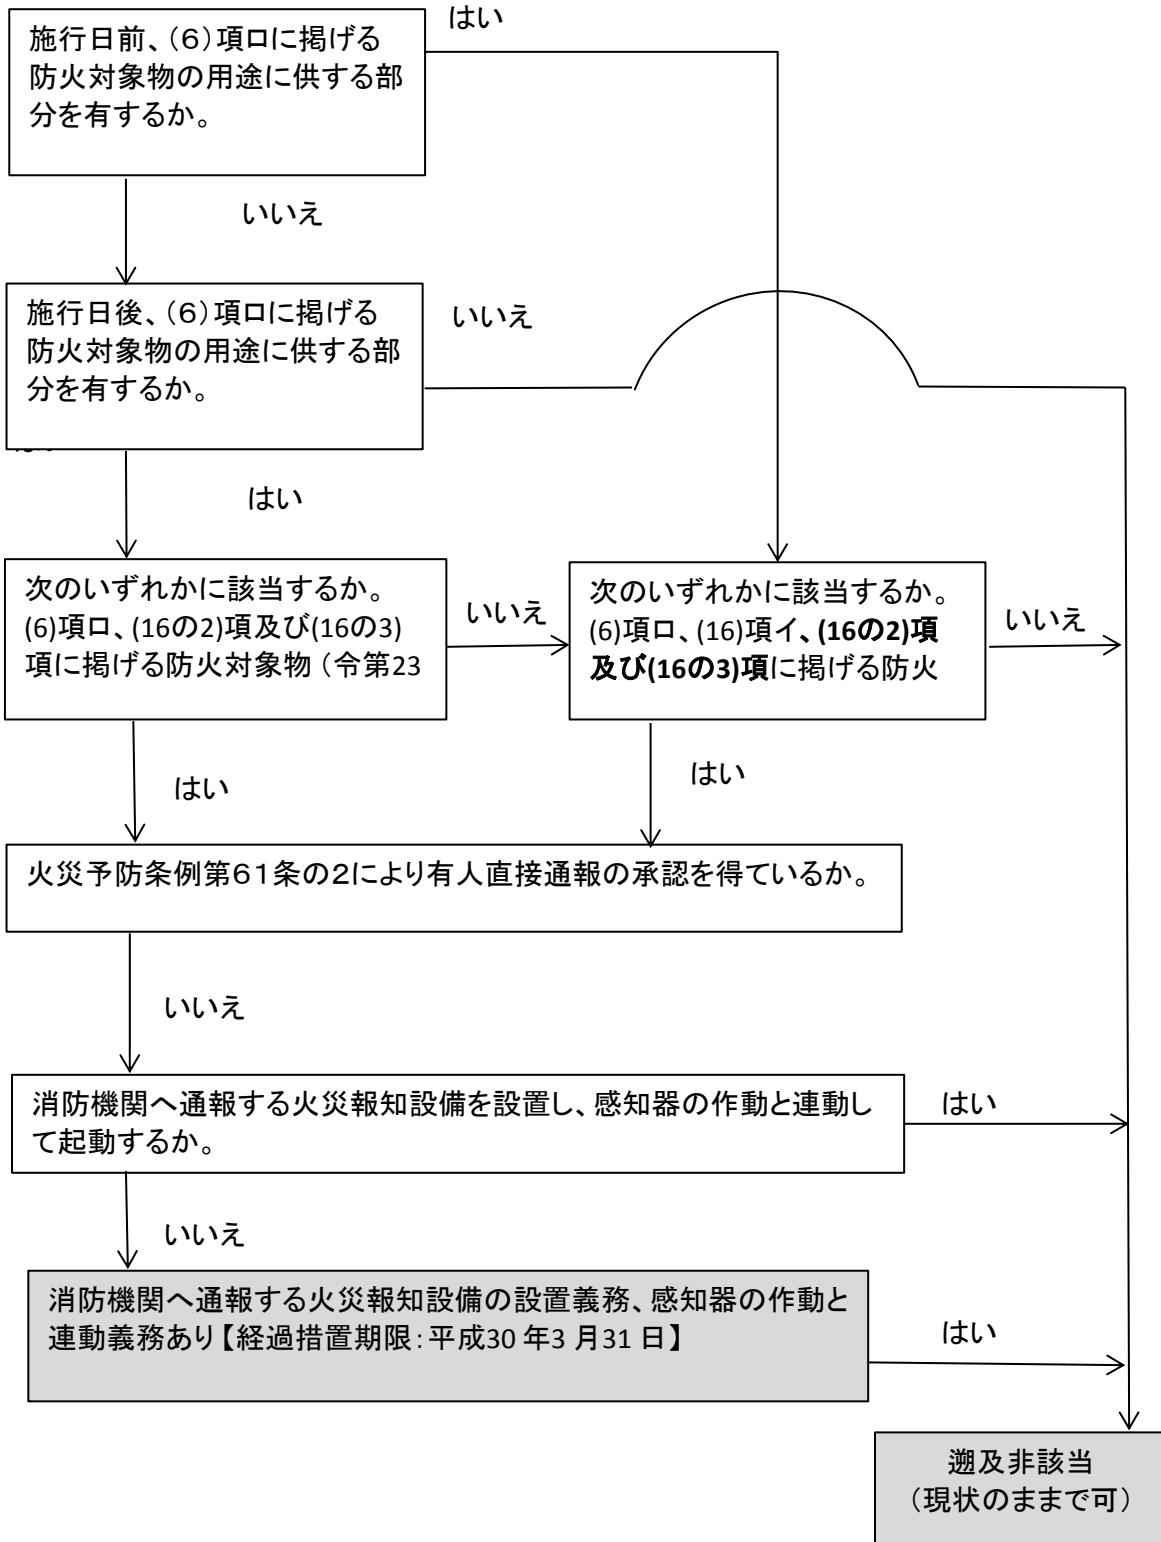 はい
施行日前、(6)項ロに掲げる
防火対象物の用途に供する部
分を有するか。
いいえ
施行日後、(6)項ロに掲げる
防火対象物の用途に供する部
分を有するか。
いいえ
はい
次のいずれかに該当するか。
(6)項ロ、(16の2)項及び(16の3)
項に掲げる防火対象物(令第23
いいえ
次のいずれかに該当するか。
(6)項ロ、(16)項イ、(16の2)項
及び(16の3)項に掲げる防火
いいえ
はい
はい
火災予防条例第61条の2により有人直接通報の承認を得ているか。
いいえ
消防機関へ通報する火災報知設備を設置し、感知器の作動と連動し
て起動するか。
はい
いいえ
消防機関へ通報する火災報知設備の設置義務、感知器の作動と
連動義務あり【経過措置期限:平成30 年3 月31 日】
はい
遡及非該当
(現状のままで可)